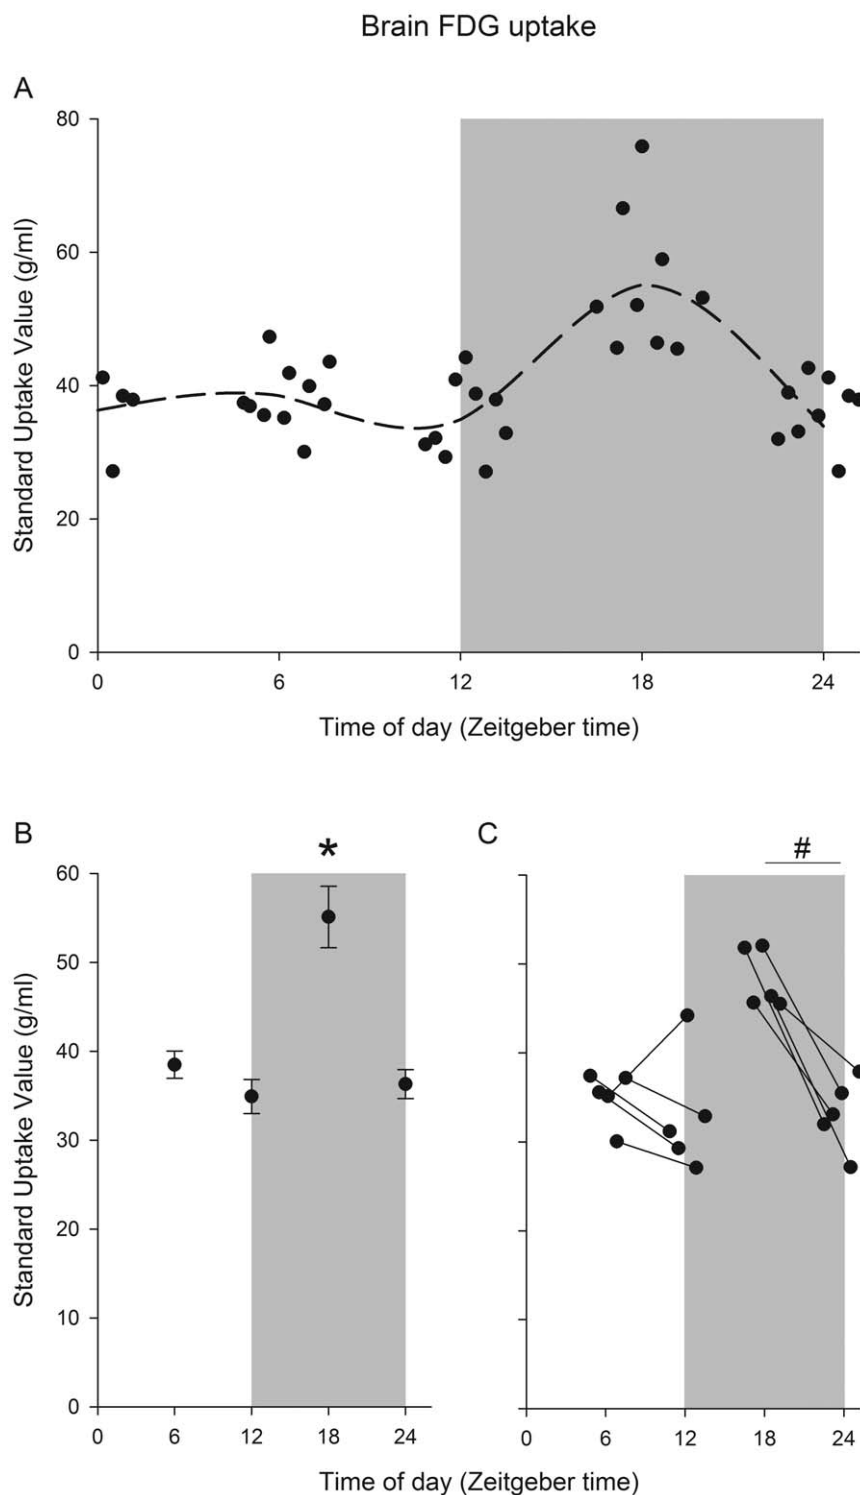 Brain FDG uptake
A
80
60
40
20
0
Standard Uptake Value (g/ml)
0 6 12 18 24
Time of day (Zeitgeber time)
B
*
60
50
40
30
20
10
0
Standard Uptake Value (g/ml)
0 6 12 18 24
C
#
0 6 12 18 24
Time of day (Zeitgeber time)